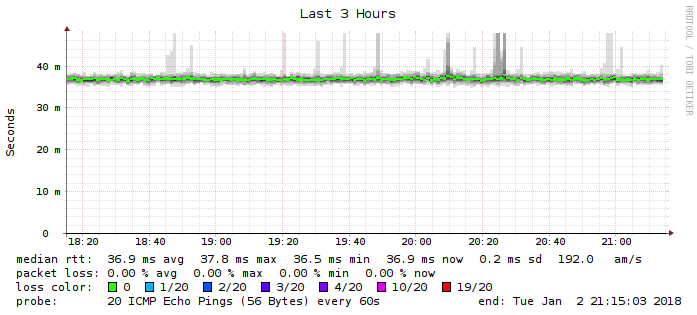 Last 3 Hours
RRDTOOL / TOBI OETIKER
Seconds
40 m
30 m
20 m
10 m
0
18:20 18:40 19:00 19:20 19:40 20:00 20:20 20:40 21:00
median rtt: 36.9 ms avg 37.8 ms max 36.5 ms min 36.9 ms now 0.2 ms sd 192.0 am/s
packet loss: 0.00 % avg 0.00 % max 0.00 % min 0.00 % now
loss color: 0 1/20 2/20 3/20 4/20 10/20 19/20
probe: 20 ICMP Echo Pings (56 Bytes) every 60s end: Tue Jan 2 21:15:03 2018